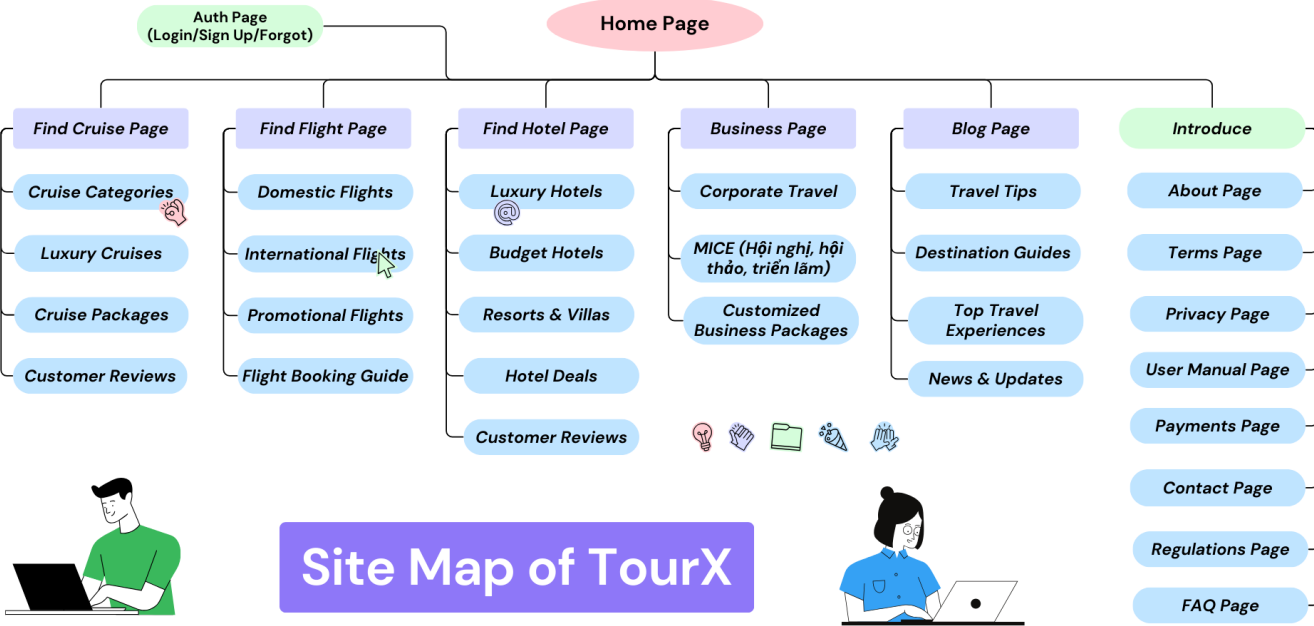 Auth Page
(Login/Sign Up/Forgot)
Home Page
Find Cruise Page
Cruise Categories
Luxury Cruises
Cruise Packages
Customer Reviews
Find Flight Page
Domestic Flights
International Flights
Promotional Flights
Flight Booking Guide
Find Hotel Page
Luxury Hotels
@
Budget Hotels
Resorts & Villas
Hotel Deals
Customer Reviews
Business Page
Corporate Travel
MICE (Hội nghị, hội
thảo, triển lãm)
Customized
Business Packages
Blog Page
Travel Tips
Destination Guides
Top Travel
Experiences
News & Updates
Introduce
About Page
Terms Page
Privacy Page
User Manual Page
Payments Page
Contact Page
Regulations Page
FAQ Page
Site Map of TourX